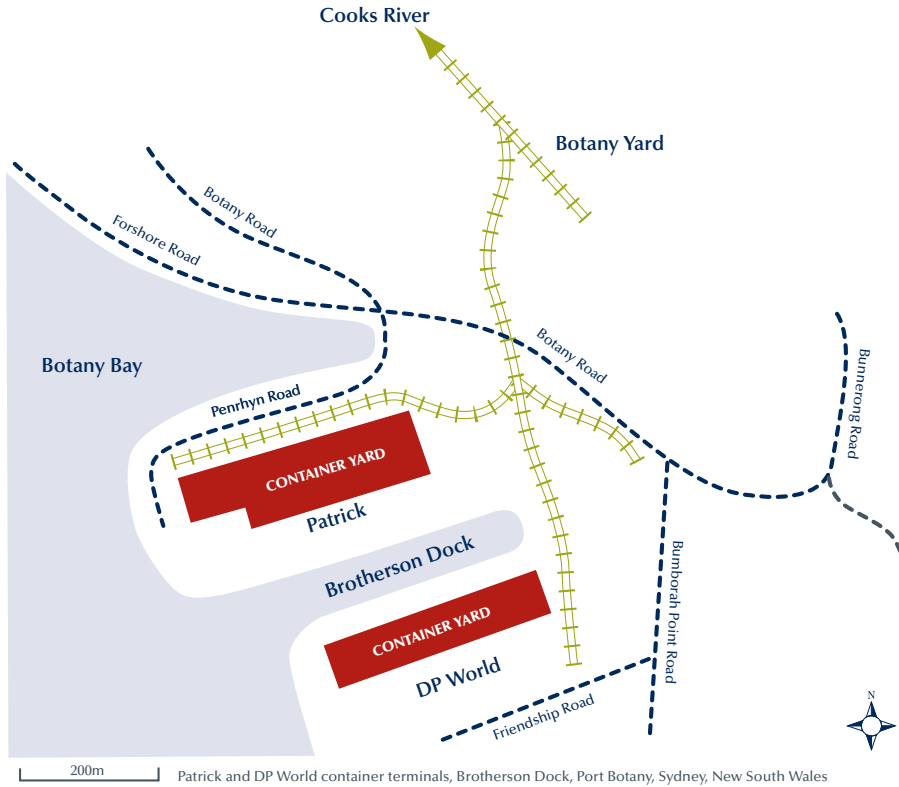 Cooks River
Botany Yard
Botany Road
Forshore Road
Botany Road
Botany Bay
Bunnerong Road
Penrhyn Road
CONTAINER YARD
Patrick
Brotherson Dock
Bumborah Point Road
CONTAINER YARD
DP World
Friendship Road
N
200m
Patrick and DP World container terminals, Brotherson Dock, Port Botany, Sydney, New South Wales